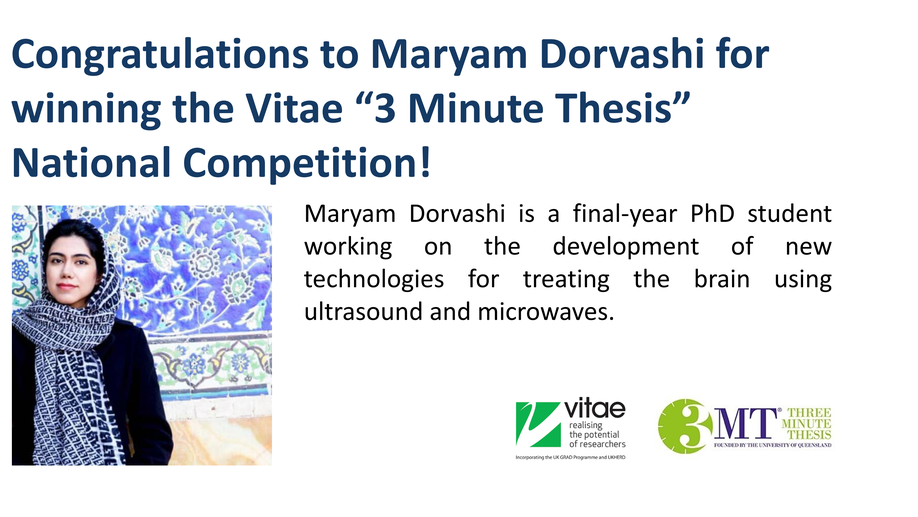 Congratulations to Maryam Dorvashi for
winning the Vitae “3 Minute Thesis”
National Competition!
Maryam Dorvashi is a final-year PhD student
working on the development of new
technologies for treating the brain using
ultrasound and microwaves.
vitae
realising
the potential
of researchers
Incorporating the UK GRAD Programme and UKHERD
3MT® THREE
MINUTE
THESIS
FOUNDED BY THE UNIVERSITY OF QUEENSLAND